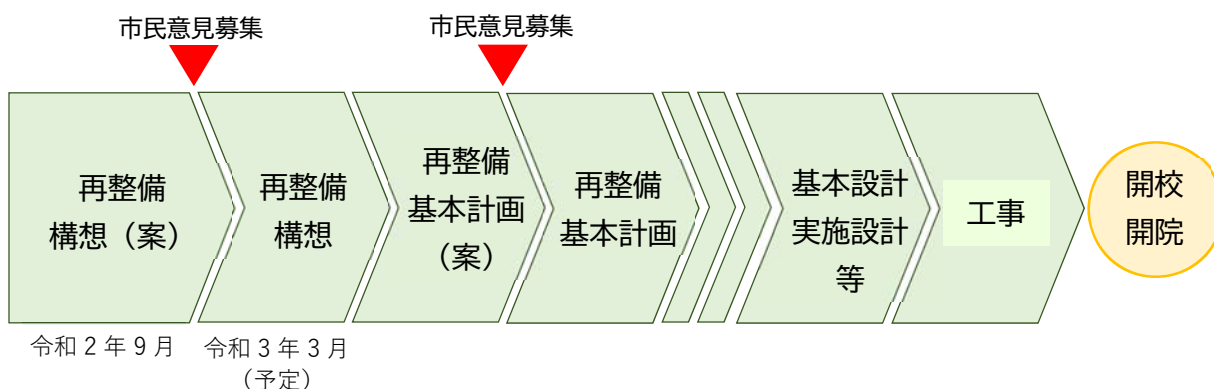 市民意見募集
市民意見募集
再整備
構想（案）
再整備
構想
再整備
基本計画
（案）
再整備
基本計画
基本設計
実施設計
等
工事
開校
開院
令和２年９月
令和３年３月
（予定）